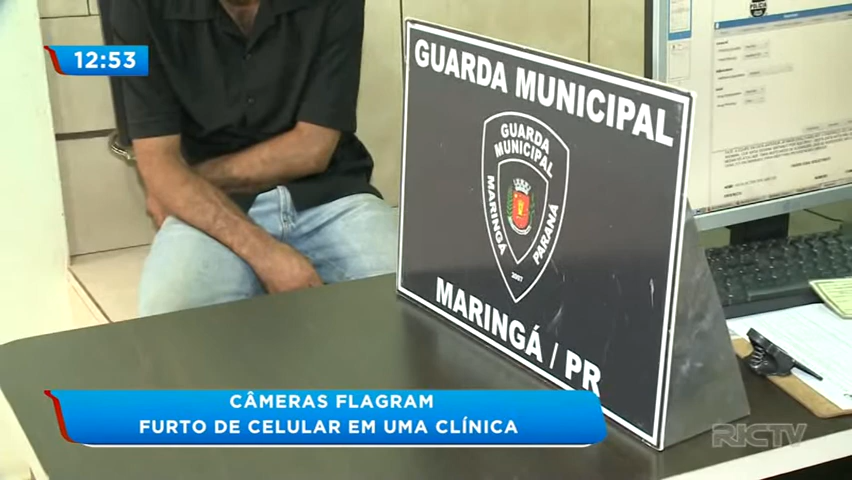 12:53
GUARDA MUNICIPAL
GUARDA
MUNICIPAL
MARINGÁ
PARANÁ
2007
MARINGÁ / PR
CÂMERAS FLAGRAM
FURTO DE CELULAR EM UMA CLÍNICA
RICTV